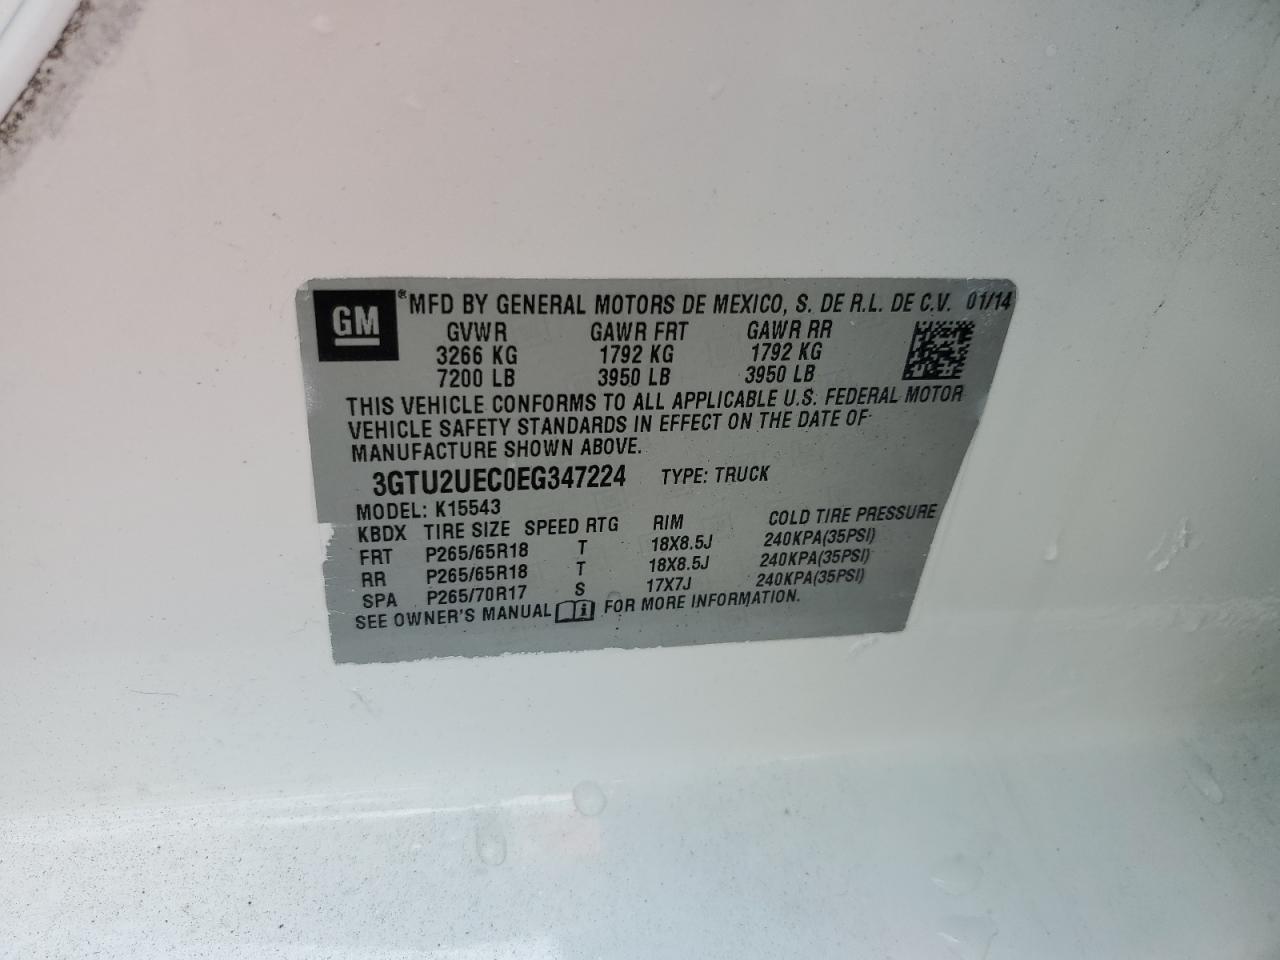 GM ® MFD BY GENERAL MOTORS DE MEXICO, S. DE R.L. DE C.V. 01/14
GVWR GAWR FRT GAWR RR
3266 KG 1792 KG 1792 KG
7200 LB 3950 LB 3950 LB
THIS VEHICLE CONFORMS TO ALL APPLICABLE U.S. FEDERAL MOTOR
VEHICLE SAFETY STANDARDS IN EFFECT ON THE DATE OF
MANUFACTURE SHOWN ABOVE.
3GTU2UEC0EG347224 TYPE: TRUCK
MODEL: K15543
KBDX TIRE SIZE SPEED RTG RIM COLD TIRE PRESSURE
FRT P265/65R18 T 18X8.5J 240KPA(35PSI)
RR P265/65R18 T 18X8.5J 240KPA(35PSI)
SPA P265/70R17 S 17X7J 240KPA(35PSI)
SEE OWNER'S MANUAL i FOR MORE INFORMATION.